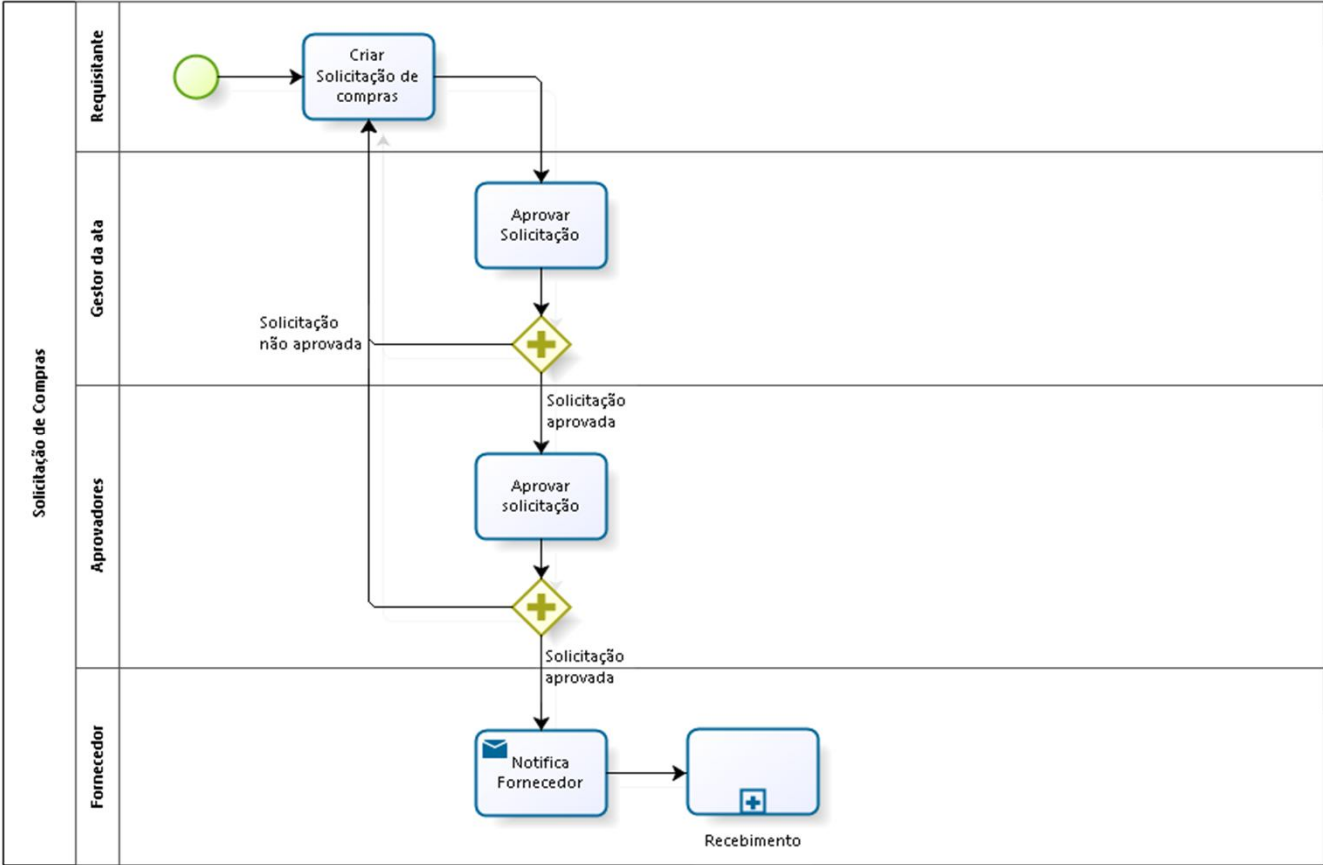 Solicitação de Compras
Requisitante
Criar
Solicitação de
compras
Gestor da ata
Aprovar
Solicitação
Solicitação
não aprovada
Solicitação
aprovada
Aprovadores
Aprovar
solicitação
Solicitação
aprovada
Fornecedor
Notifica
Fornecedor
Recebimento